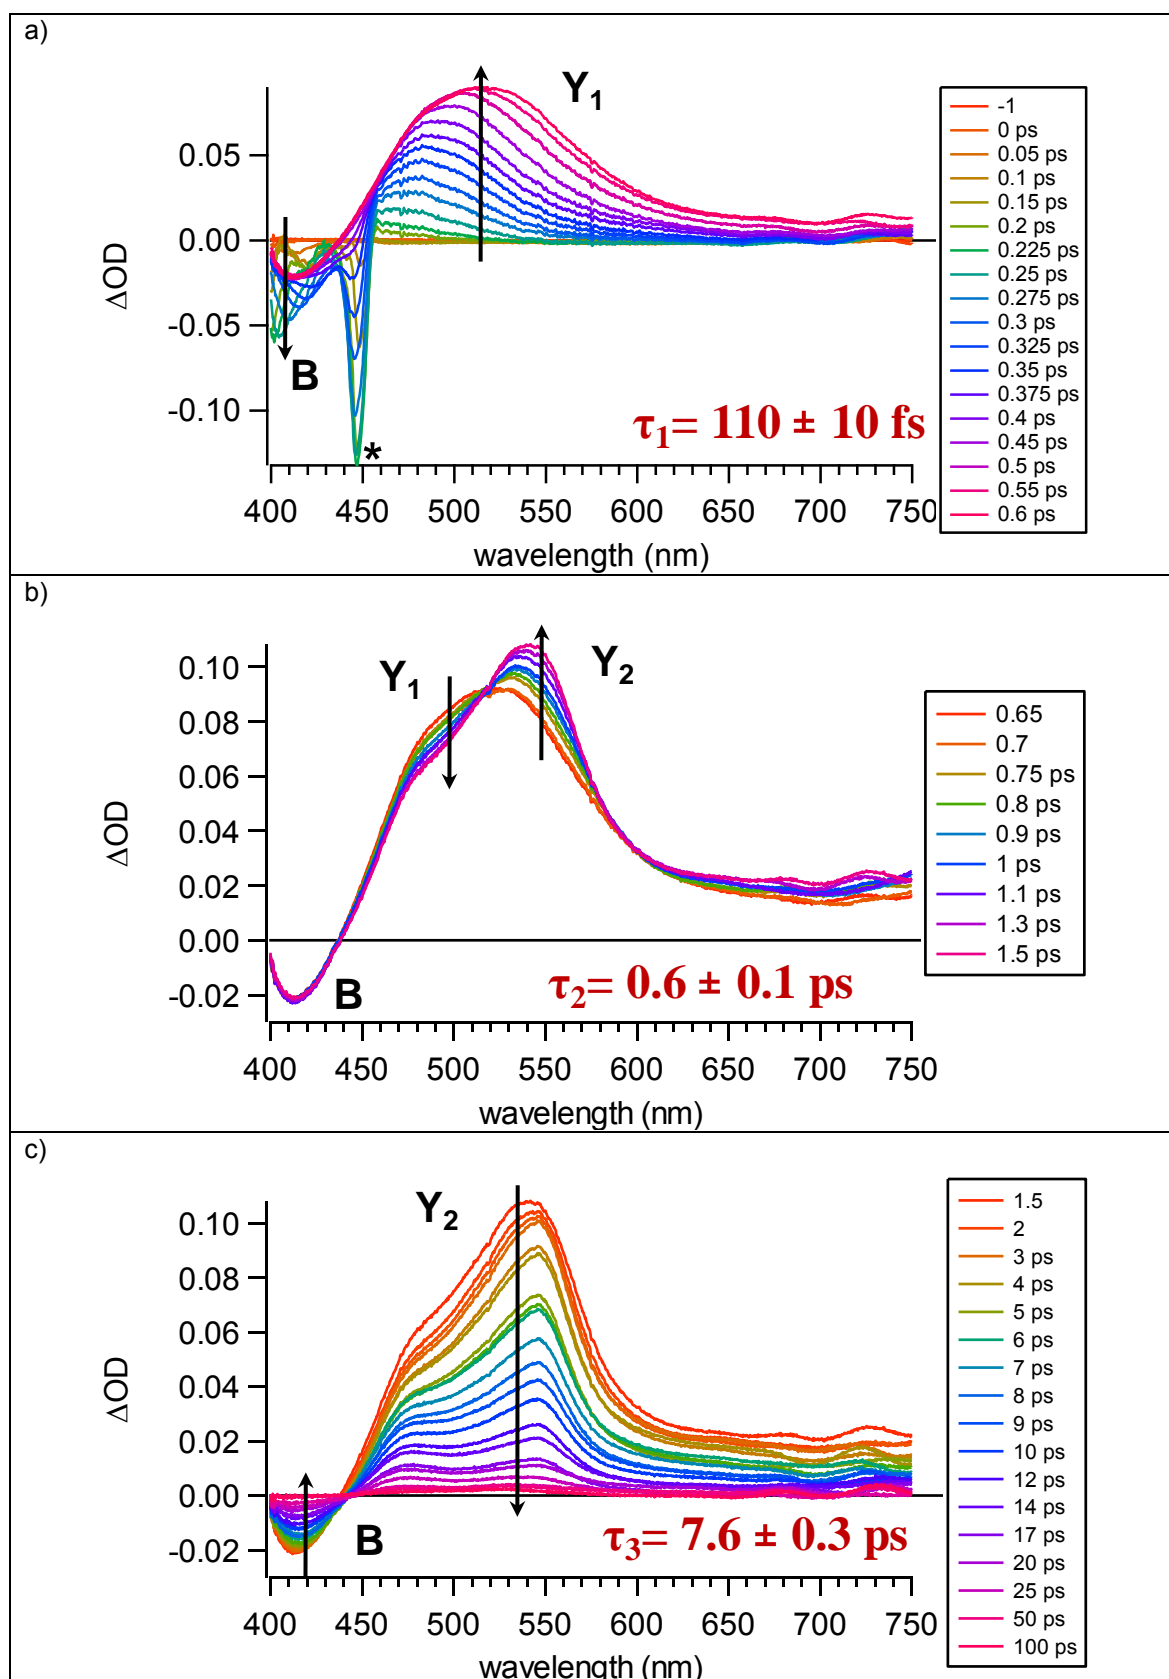 a)
Y₁
0.05
0.00
-0.05
-0.10
ΔOD
B
*
τ₁= 110 ± 10 fs
400 450 500 550 600 650 700 750
wavelength (nm)
-1
0 ps
0.05 ps
0.1 ps
0.15 ps
0.2 ps
0.225 ps
0.25 ps
0.275 ps
0.3 ps
0.325 ps
0.35 ps
0.375 ps
0.4 ps
0.45 ps
0.5 ps
0.55 ps
0.6 ps
b)
Y₁
Y₂
0.10
0.08
0.06
0.04
0.02
0.00
-0.02
ΔOD
B
τ₂= 0.6 ± 0.1 ps
400 450 500 550 600 650 700 750
wavelength (nm)
0.65
0.7
0.75 ps
0.8 ps
0.9 ps
1 ps
1.1 ps
1.3 ps
1.5 ps
c)
Y₂
0.10
0.08
0.06
0.04
0.02
0.00
-0.02
ΔOD
B
τ₃= 7.6 ± 0.3 ps
400 450 500 550 600 650 700 750
wavelength (nm)
1.5
2
3 ps
4 ps
5 ps
6 ps
7 ps
8 ps
9 ps
10 ps
12 ps
14 ps
17 ps
20 ps
25 ps
50 ps
100 ps